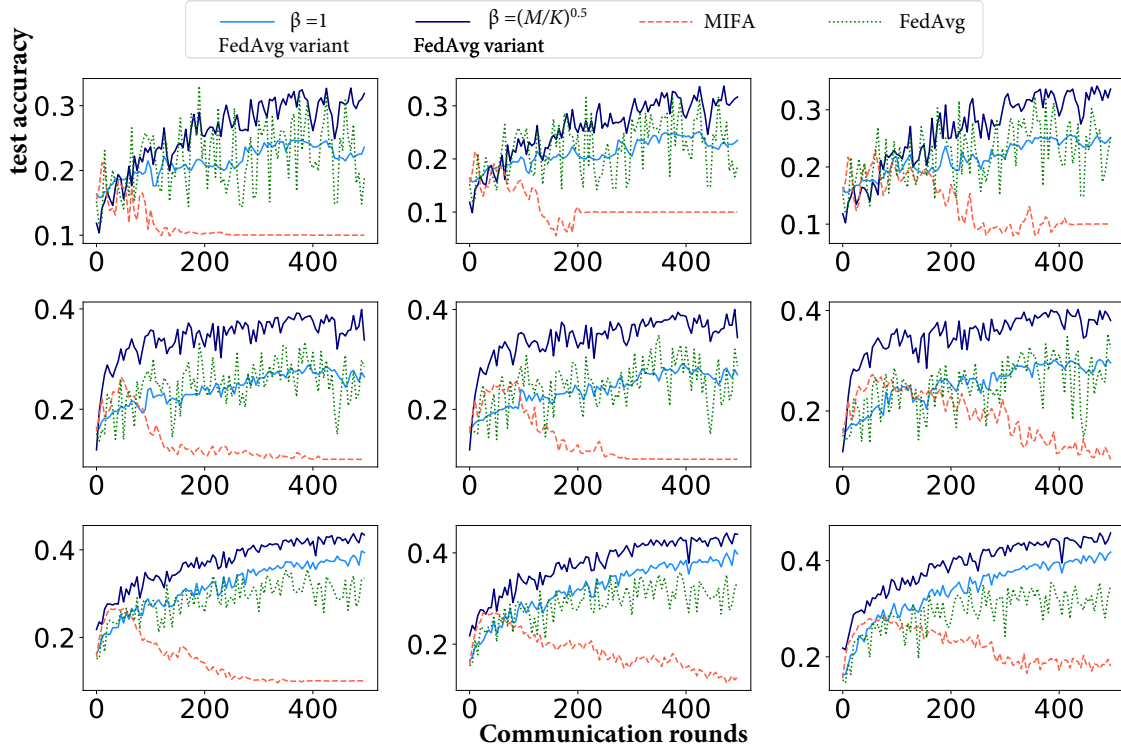 β =1 β =(M/K)^0.5 MIFA FedAvg
FedAvg variant FedAvg variant
test accuracy
0.3 0.3 0.3
0.2 0.2 0.2
0.1 0.1 0.1
0 200 400 0 200 400 0 200 400
0.4 0.4 0.4
0.2 0.2 0.2
0 200 400 0 200 400 0 200 400
0.4 0.4 0.4
0.2 0.2 0.2
0 200 400 0 200 400 0 200 400
Communication rounds